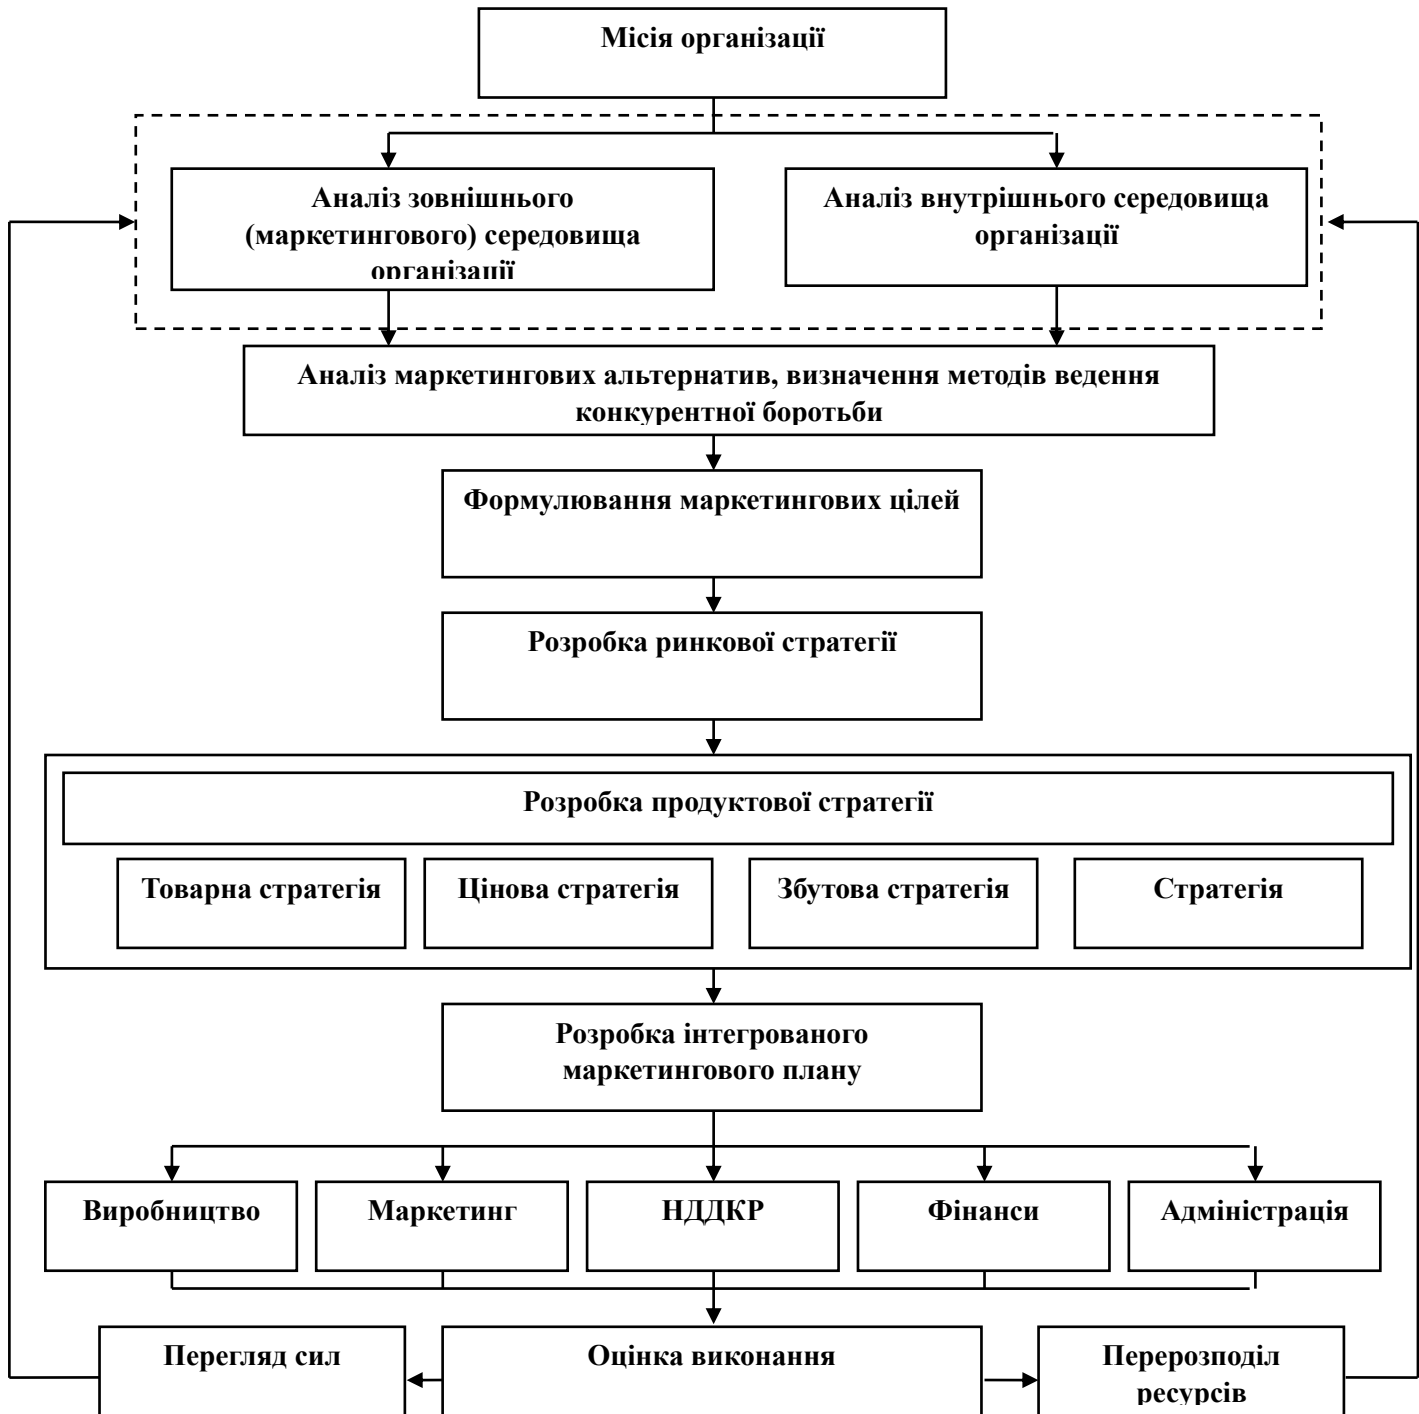 Місія організації
Аналіз зовнішнього
(маркетингового) середовища
організації
Аналіз внутрішнього середовища
організації
Аналіз маркетингових альтернатив, визначення методів ведення
конкурентної боротьби
Формулювання маркетингових цілей
Розробка ринкової стратегії
Розробка продуктової стратегії
Товарна стратегія
Цінова стратегія
Збутова стратегія
Стратегія
Розробка інтегрованого
маркетингового плану
Виробництво
Маркетинг
НДДКР
Фінанси
Адміністрація
Перегляд сил
Оцінка виконання
Перерозподіл
ресурсів